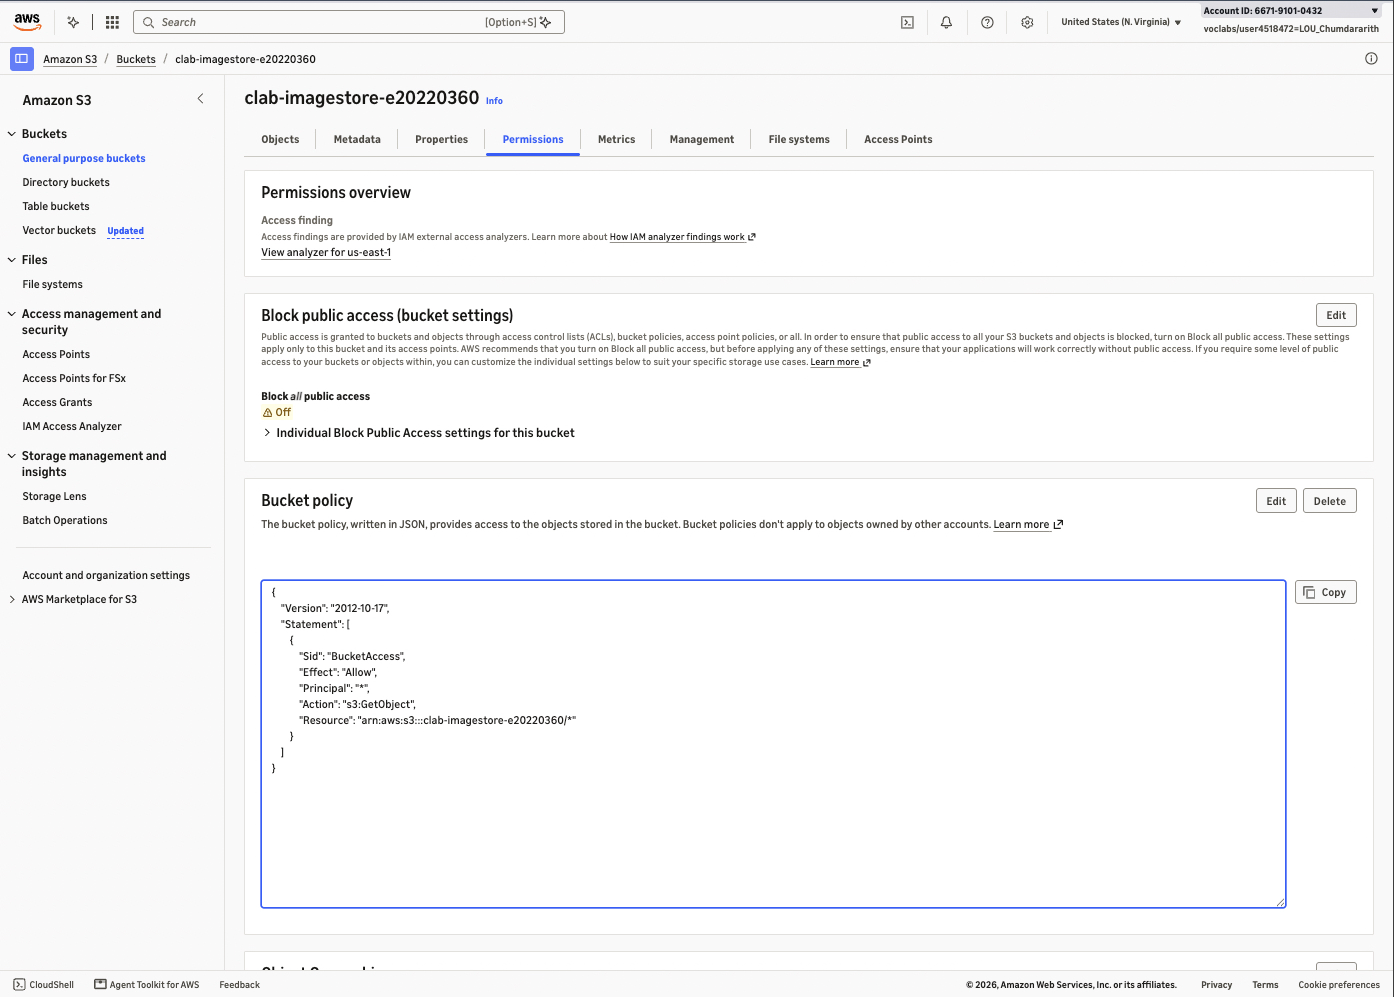 aws
Search
[Option+S]
United States (N. Virginia)
Account ID: 6671-9101-0432
voclabs/user4518472=LOU_Chumdararith
Amazon S3 / Buckets / clab-imagestore-e20220360
Amazon S3
Buckets
General purpose buckets
Directory buckets
Table buckets
Vector buckets Updated
Files
File systems
Access management and
security
Access Points
Access Points for FSx
Access Grants
IAM Access Analyzer
Storage management and
insights
Storage Lens
Batch Operations
Account and organization settings
AWS Marketplace for S3
clab-imagestore-e20220360 Info
Objects Metadata Properties Permissions Metrics Management File systems Access Points
Permissions overview
Access finding
Access findings are provided by IAM external access analyzers. Learn more about How IAM analyzer findings work
View analyzer for us-east-1
Block public access (bucket settings)
Edit
Public access is granted to buckets and objects through access control lists (ACLs), bucket policies, access point policies, or all. In order to ensure that public access to all your S3 buckets and objects is blocked, turn on Block all public access. These settings
apply only to this bucket and its access points. AWS recommends that you turn on Block all public access, but before applying any of these settings, ensure that your applications will work correctly without public access. If you require some level of public
access to your buckets or objects within, you can customize the individual settings below to suit your specific storage use cases. Learn more
Block all public access
Off
Individual Block Public Access settings for this bucket
Bucket policy
Edit Delete
The bucket policy, written in JSON, provides access to the objects stored in the bucket. Bucket policies don't apply to objects owned by other accounts. Learn more
Copy
{
"Version": "2012-10-17",
"Statement": [
{
"Sid": "BucketAccess",
"Effect": "Allow",
"Principal": "*",
"Action": "s3:GetObject",
"Resource": "arn:aws:s3:::clab-imagestore-e20220360/*"
}
]
}
CloudShell Agent Toolkit for AWS Feedback
© 2026, Amazon Web Services, Inc. or its affiliates. Privacy Terms Cookie preferences